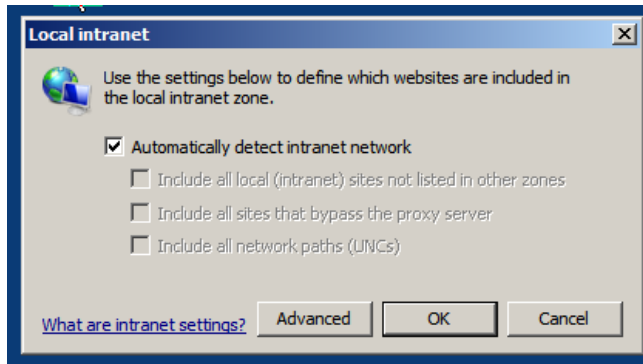 Local intranet
Use the settings below to define which websites are included in
the local intranet zone.
Automatically detect intranet network
Include all local (intranet) sites not listed in other zones
Include all sites that bypass the proxy server
Include all network paths (UNCs)
What are intranet settings?
Advanced
OK
Cancel